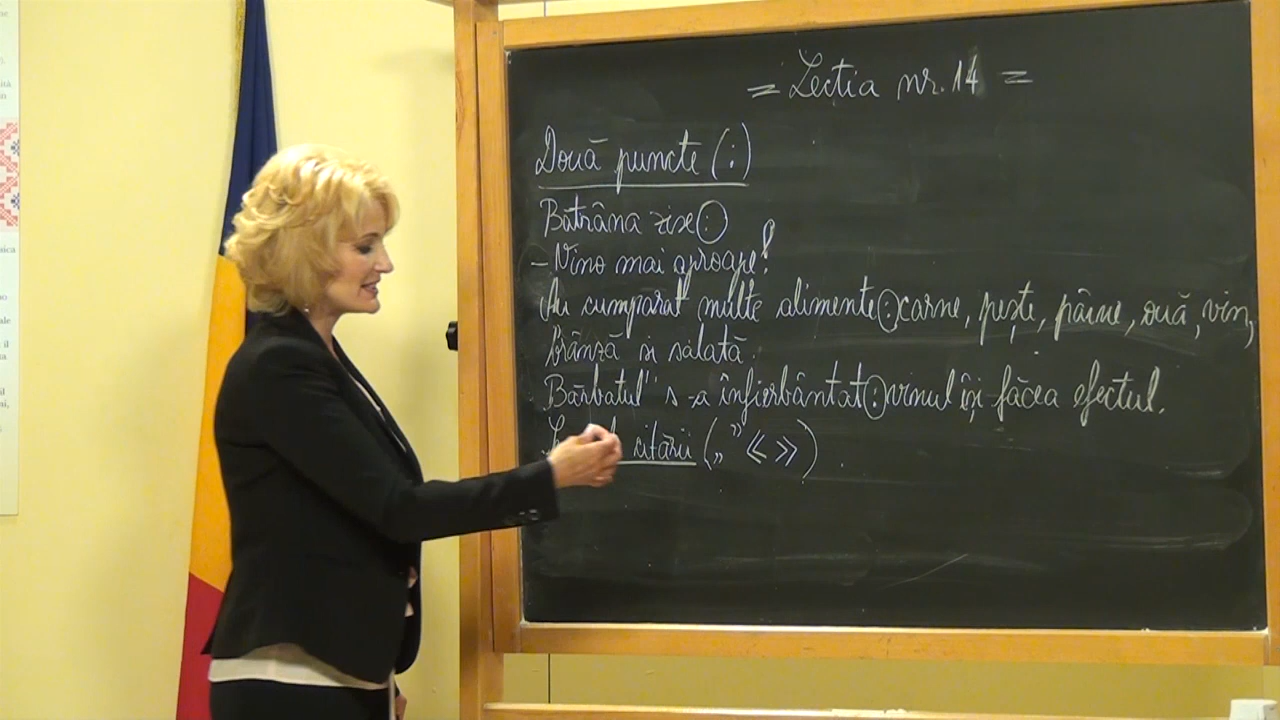 = Lecția nr. 14 =
Două puncte (:)
Bătrâna zise:
– Vino mai aproape!
Au cumpărat multe alimente: carne, pește, pâine, ouă, vin,
brânză si salată.
Bărbatul s-a înfierbântat: vinul își făcea efectul.
citării („ ” « »)